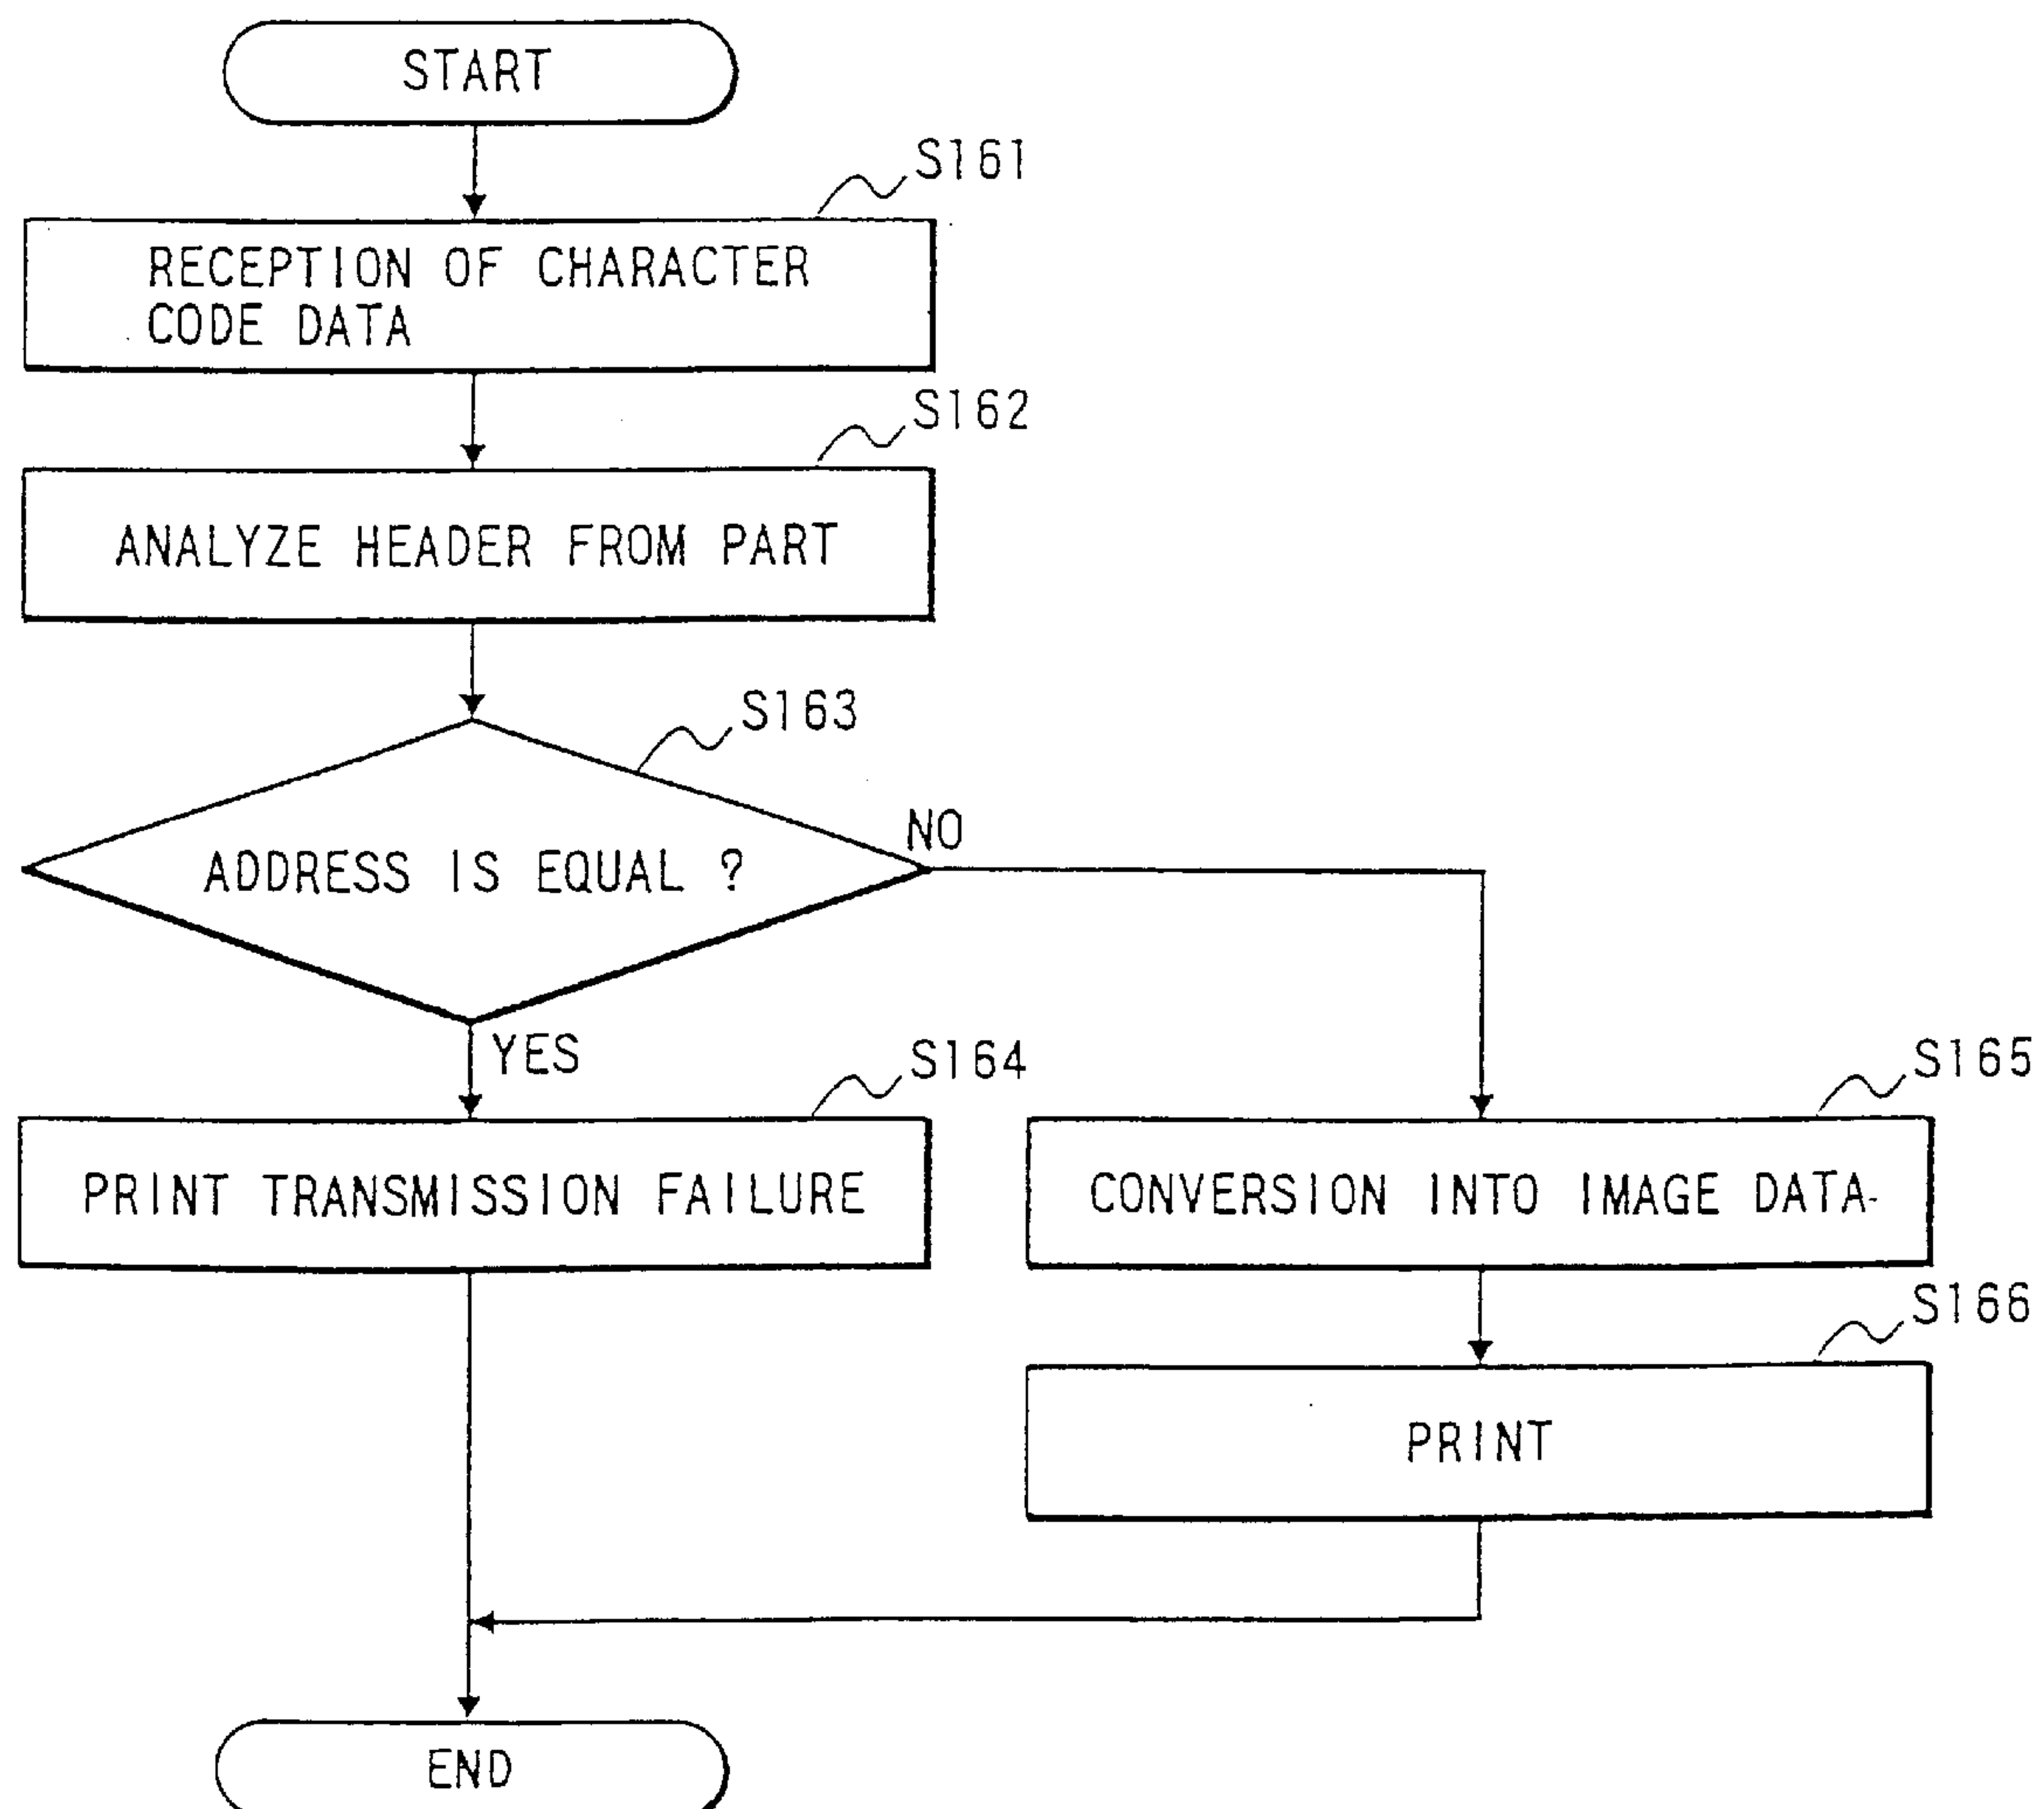 START
S161
RECEPTION OF CHARACTER
CODE DATA
S162
ANALYZE HEADER FROM PART
S163
ADDRESS IS EQUAL ?
NO
YES
S164
PRINT TRANSMISSION FAILURE
S165
CONVERSION INTO IMAGE DATA
S166
PRINT
END